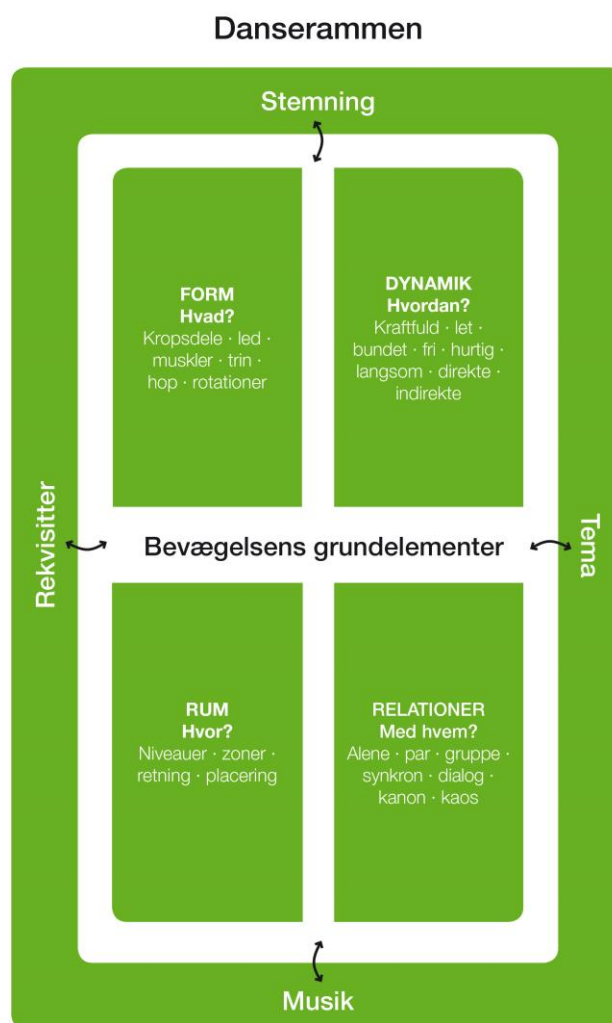 Danserammen
Stemning
FORM
Hvad?
Kropsdele · led ·
muskler · trin ·
hop · rotationer
DYNAMIK
Hvordan?
Kraftfuld · let ·
bundet · fri · hurtig ·
langsom · direkte ·
indirekte
Rekvisitter
Bevægelsens grundelementer
Tema
RUM
Hvor?
Niveauer · zoner ·
retning · placering
RELATIONER
Med hvem?
Alene · par · gruppe ·
synkron · dialog ·
kanon · kaos
Musik